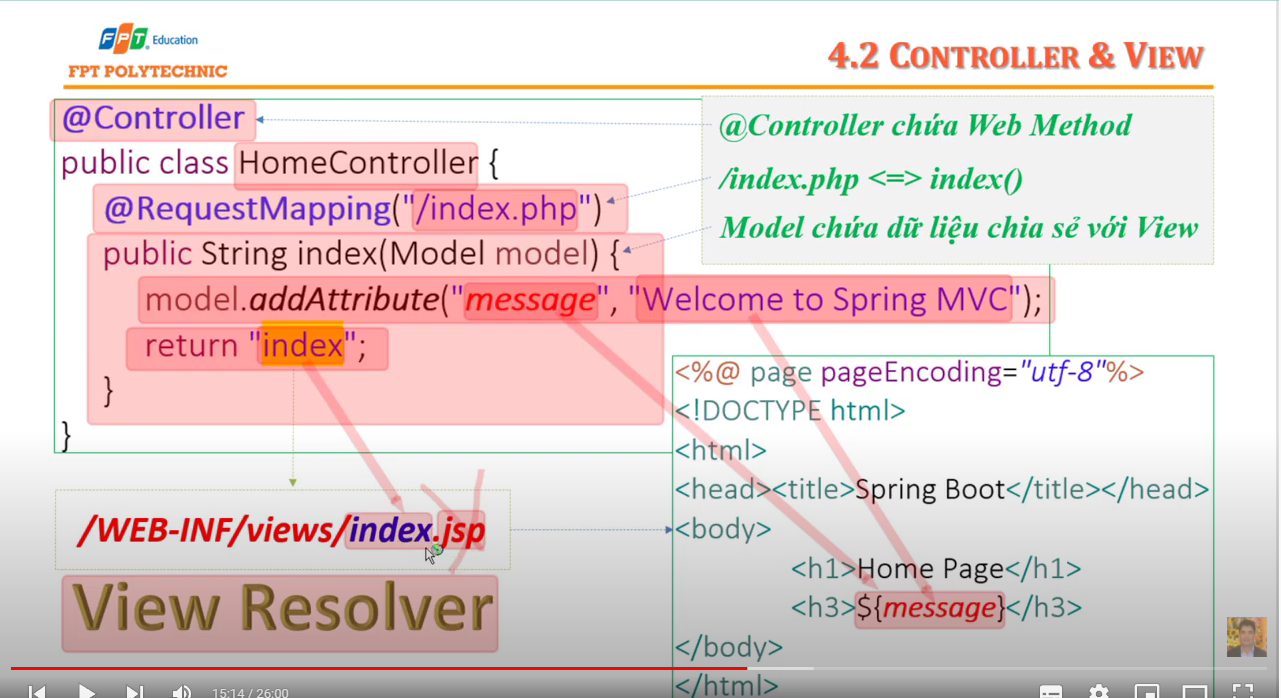 FPT Education
FPT POLYTECHNIC
4.2 CONTROLLER & VIEW
@Controller
public class HomeController {
@RequestMapping("/index.php")
public String index(Model model) {
model.addAttribute("message", "Welcome to Spring MVC");
return "index";
}
}
@Controller chứa Web Method
/index.php <=> index()
Model chứa dữ liệu chia sẻ với View
/WEB-INF/views/index.jsp
View Resolver
<%@ page pageEncoding="utf-8"%>
<!DOCTYPE html>
<html>
<head><title>Spring Boot</title></head>
<body>
<h1>Home Page</h1>
<h3>${message}</h3>
</body>
</html>
15:14 / 26:00